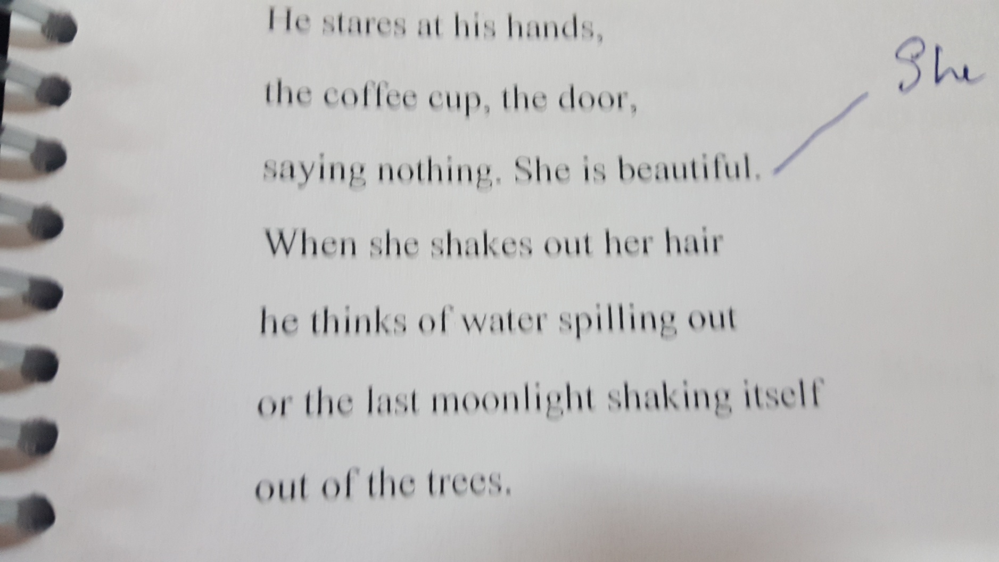 He stares at his hands,
She
the coffee cup, the door,
saying nothing. She is beautiful.
When she shakes out her hair
he thinks of water spilling out
or the last moonlight shaking itself
out of the trees.